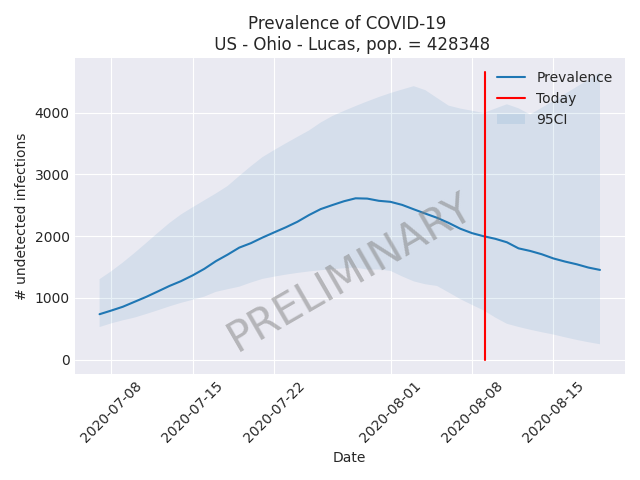 Prevalence of COVID-19
US - Ohio - Lucas, pop. = 428348
Prevalence
Today
95CI
# undetected infections
4000
3000
2000
1000
0
PRELIMINARY
2020-07-08
2020-07-15
2020-07-22
2020-08-01
2020-08-08
2020-08-15
Date